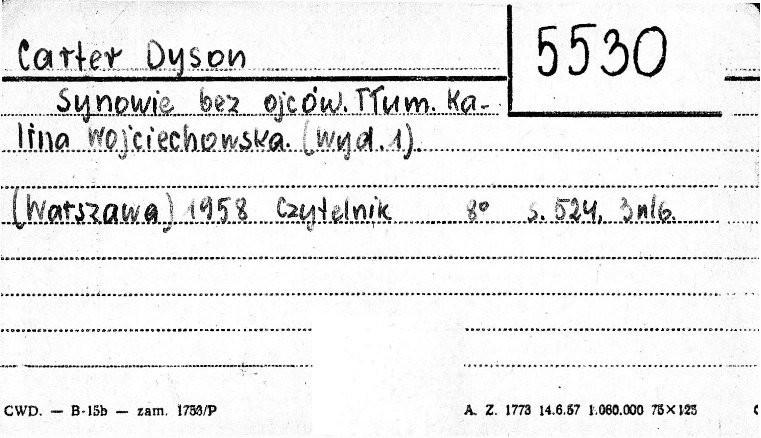 Carter Dyson
5530
Synowie bez ojców. Tłum. Ka-
lina Wojciechowska. (Wyd. 1).
(Warszawa) 1958 Czytelnik 8° s. 524, 3 nlb.
CWD. — B-15b — zam. 1753/P
A. Z. 1773 14.6.57 1.060.000 75×125